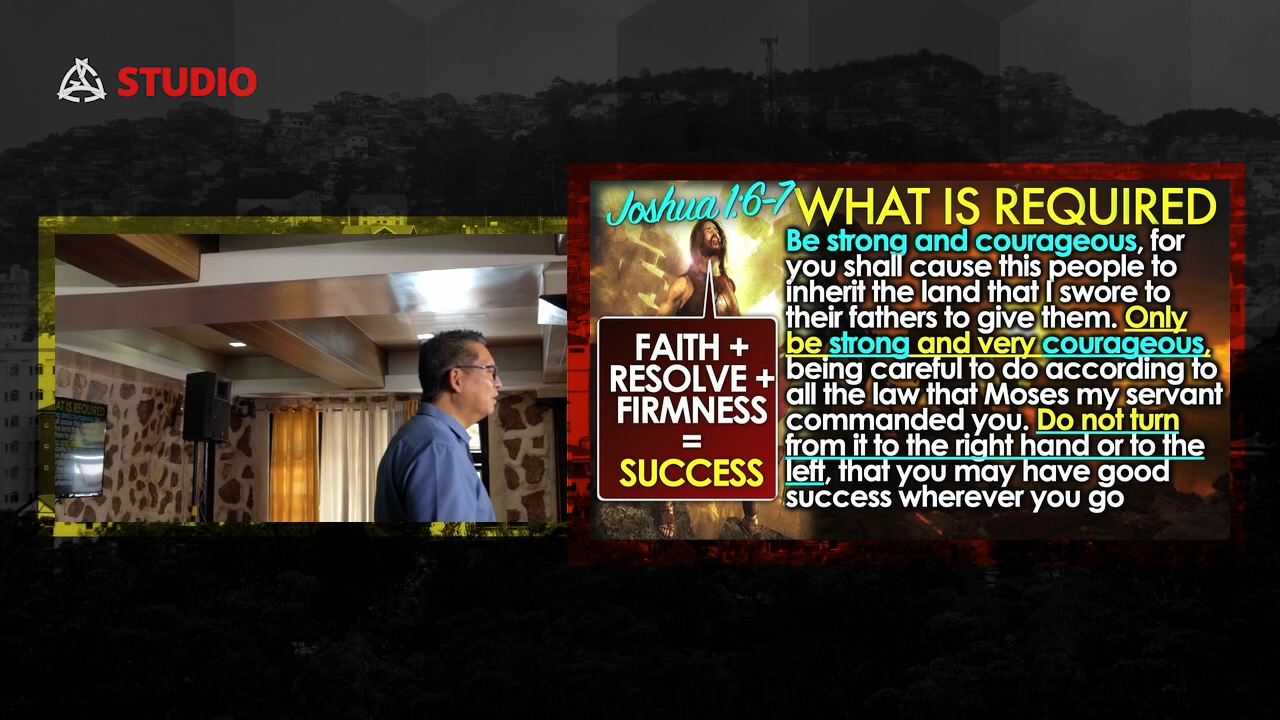 STUDIO
Joshua 1:6-7
WHAT IS REQUIRED
Be strong and courageous, for
you shall cause this people to
inherit the land that I swore to
their fathers to give them. Only
be strong and very courageous,
being careful to do according to
all the law that Moses my servant
commanded you. Do not turn
from it to the right hand or to the
left, that you may have good
success wherever you go
FAITH +
RESOLVE +
FIRMNESS
=
SUCCESS
AT IS REQUIRED